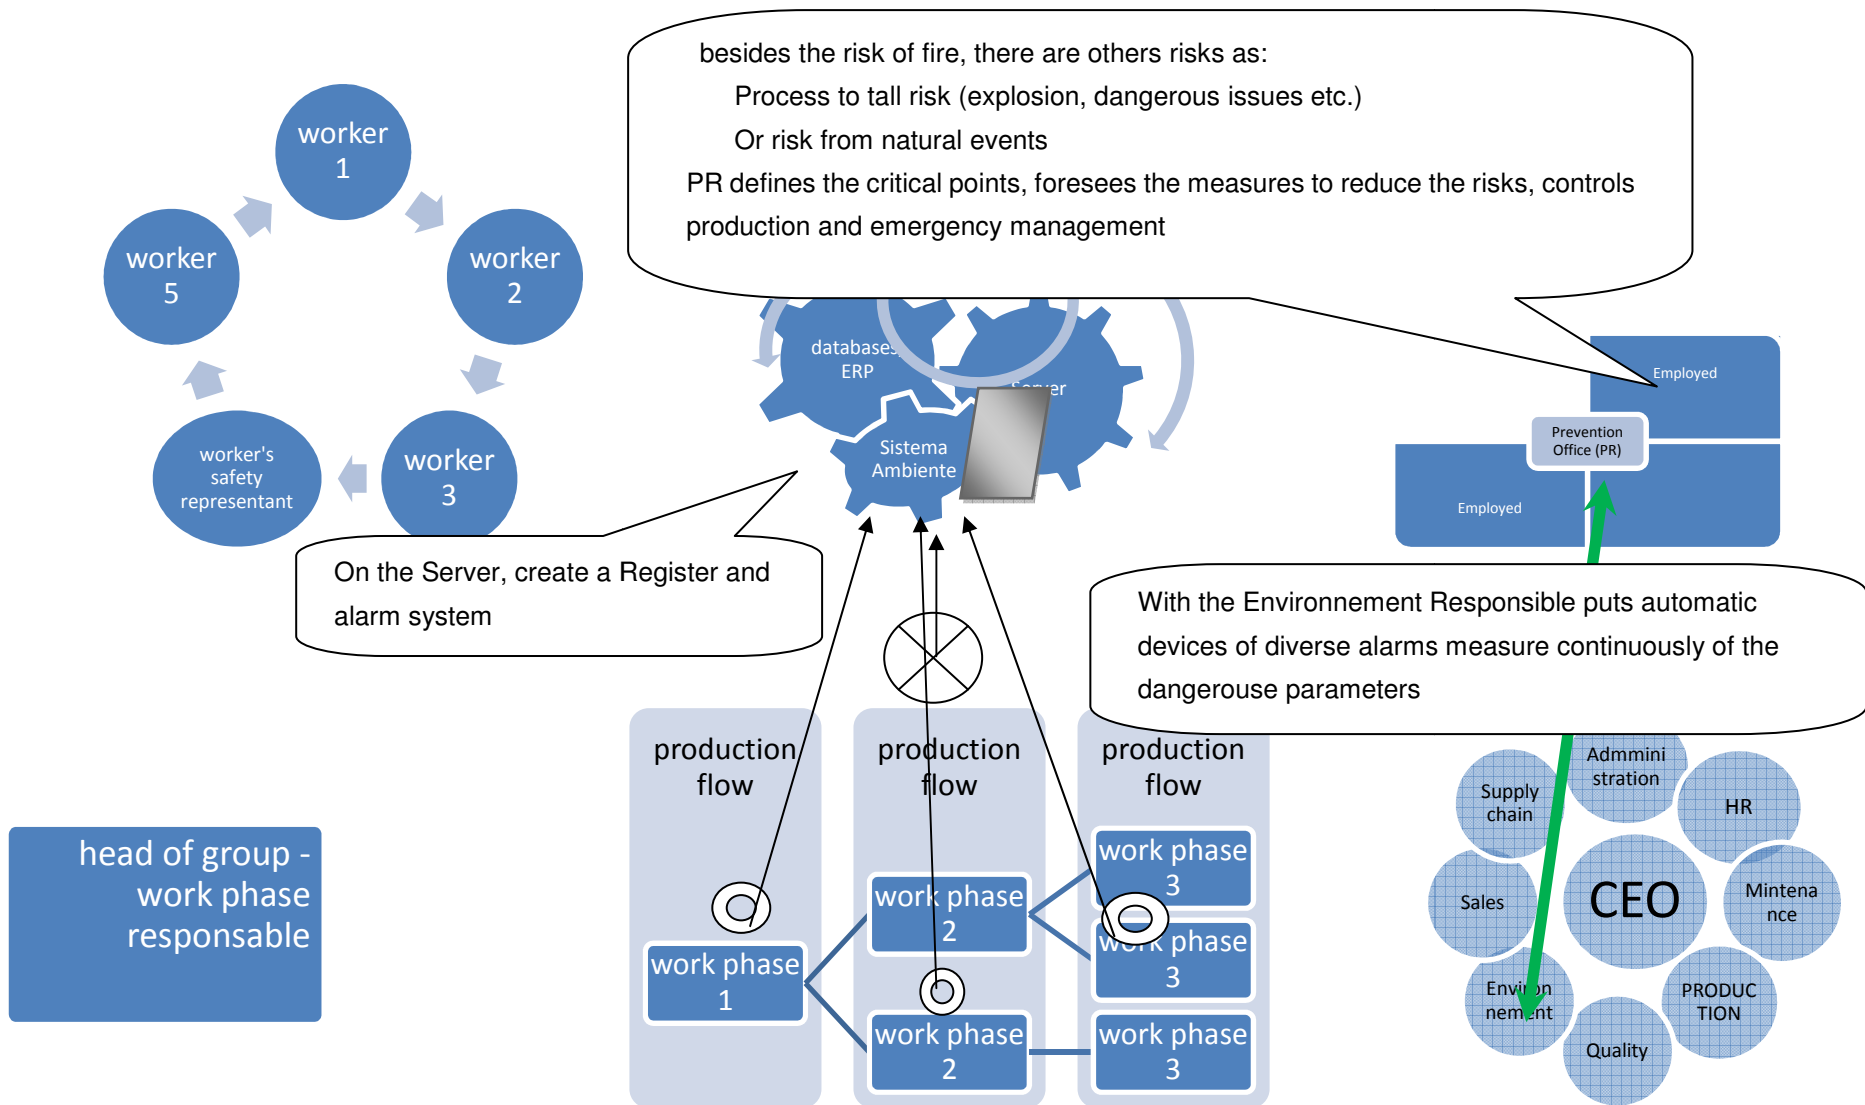 besides the risk of fire, there are others risks as:
Process to tall risk (explosion, dangerous issues etc.)
Or risk from natural events
PR defines the critical points, foresees the measures to reduce the risks, controls
production and emergency management
worker
1
worker
2
worker
3
worker's
safety
representant
worker
5
databases,
ERP
Server
Sistema
Ambiente
Employed
Prevention
Office (PR)
Employed
On the Server, create a Register and
alarm system
With the Environnement Responsible puts automatic
devices of diverse alarms measure continuously of the
dangerouse parameters
head of group -
work phase
responsable
production
flow
work phase
1
production
flow
work phase
2
work phase
2
production
flow
work phase
3
work phase
3
work phase
3
Admmini
stration
HR
Mintena
nce
PRODUC
TION
Quality
Environ
nement
Sales
Supply
chain
CEO